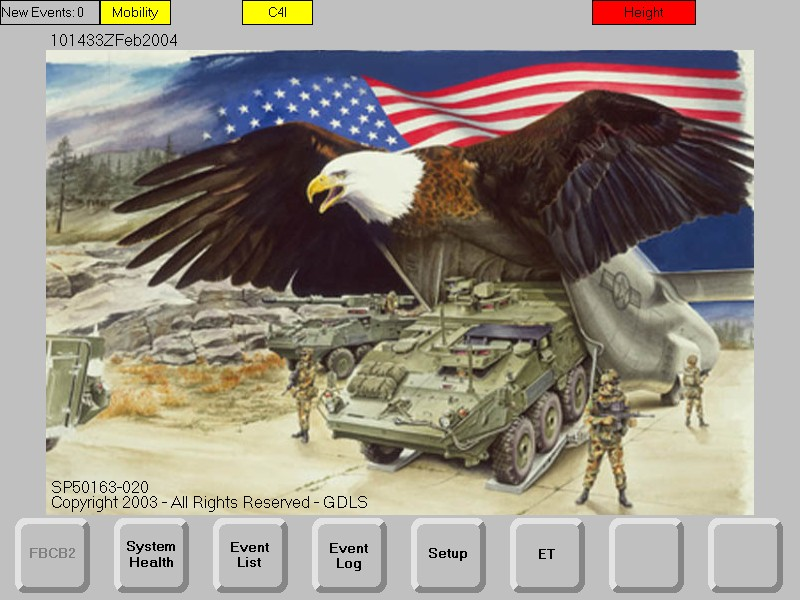 New Events: 0
Mobility
C4I
Height
101433ZFeb2004
SP50163-020
Copyright 2003 - All Rights Reserved - GDLS
FBCB2
System
Health
Event
List
Event
Log
Setup
ET